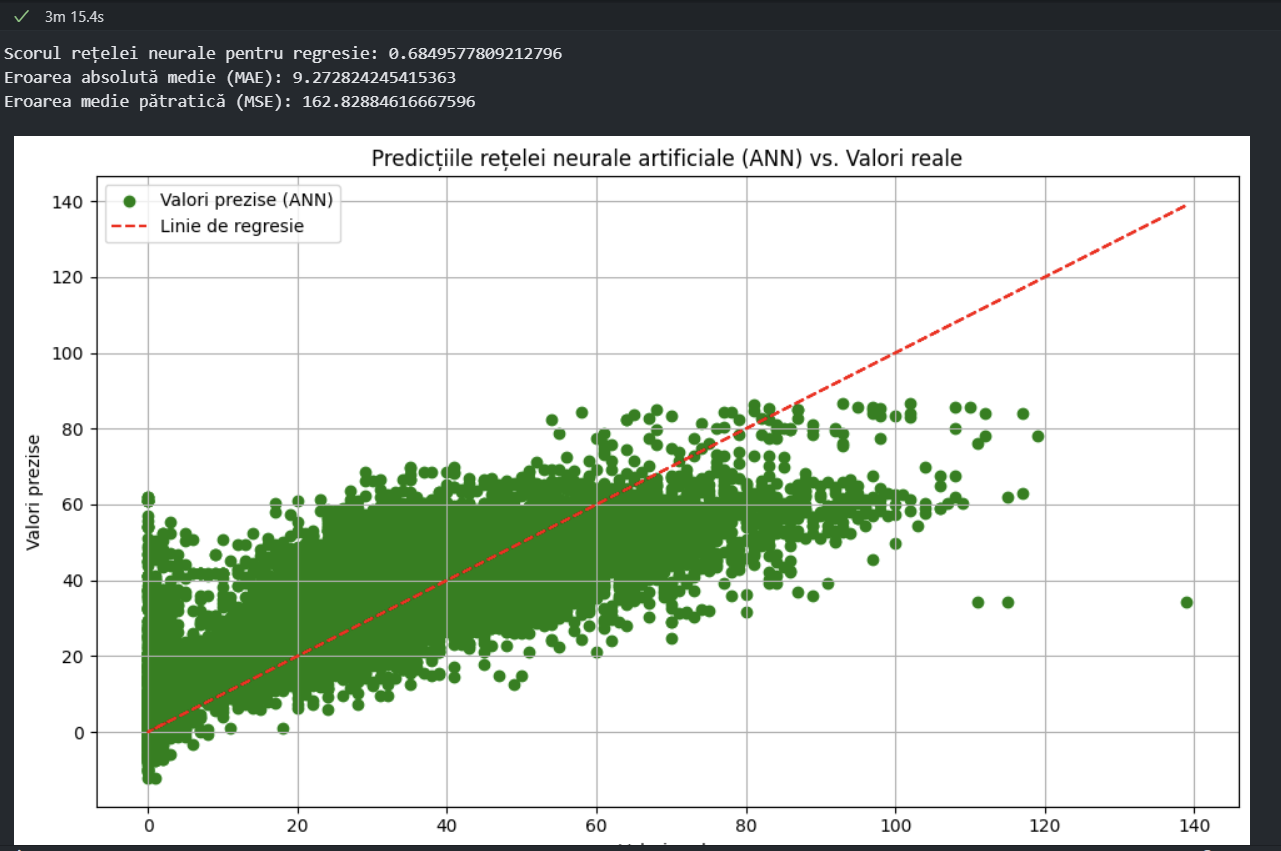 3m 15.4s
Scorul rețelei neurale pentru regresie: 0.6849577809212796
Eroarea absolută medie (MAE): 9.272824245415363
Eroarea medie pătratică (MSE): 162.82884616667596
Predicțiile rețelei neurale artificiale (ANN) vs. Valori reale
Valori prezise (ANN)
Linie de regresie
Valori prezise
140
120
100
80
60
40
20
0
0 20 40 60 80 100 120 140